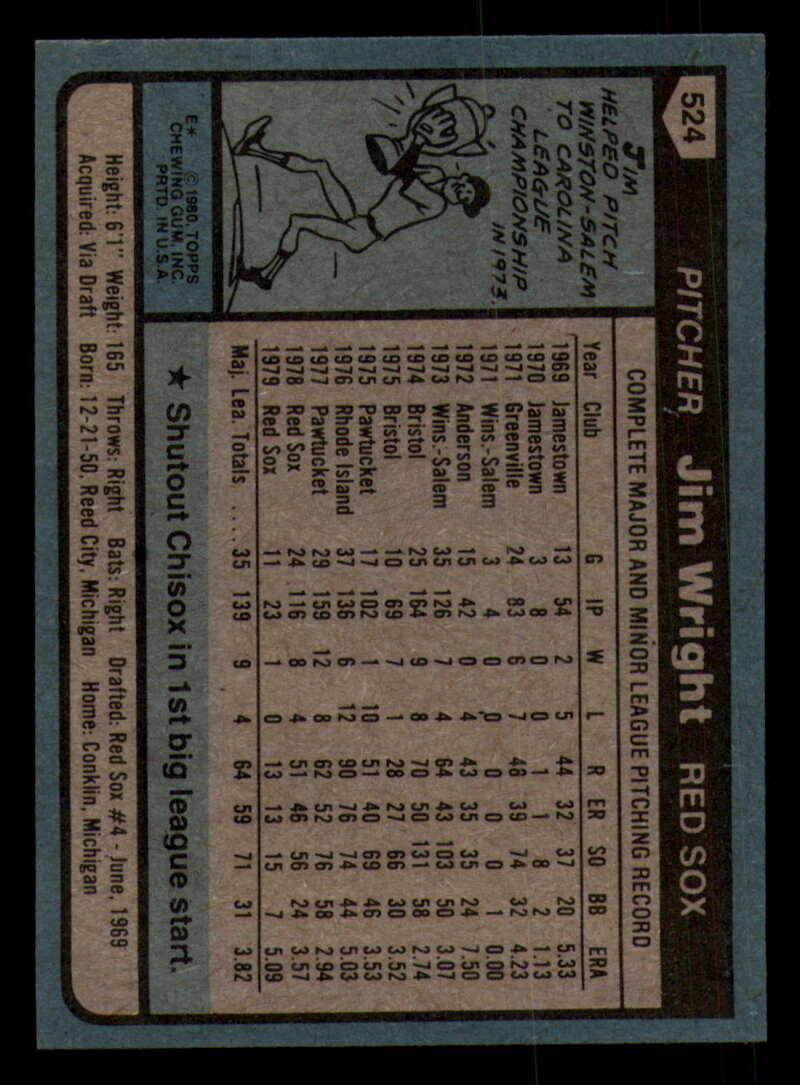 524
PITCHER, Jim Wright RED SOX
JIM
HELPED PITCH
WINSTON-SALEM
TO CAROLINA
LEAGUE
CHAMPIONSHIP
IN 1973.
E* © 1980, TOPPS
CHEWING GUM, INC.
PRTD. IN U.S.A.
COMPLETE MAJOR AND MINOR LEAGUE PITCHING RECORD
Year Club G IP W L R ER SO BB ERA
1969 Jamestown 13 54 2 5 44 32 37 20 5.33
1970 Jamestown 3 8 0 0 1 1 8 2 1.13
1971 Greenville 24 83 6 7 48 39 74 32 4.23
1971 Wins.-Salem 3 4 0 0 0 0 0 1 0.00
1972 Anderson 15 42 0 4 43 35 35 24 7.50
1973 Wins.-Salem 35 126 7 4 64 43 103 50 3.07
1974 Bristol 25 164 9 8 70 50 131 58 2.74
1975 Bristol 10 69 7 1 28 27 66 30 3.52
1975 Pawtucket 17 102 1 10 51 40 69 46 3.53
1976 Rhode Island 37 136 6 12 90 76 74 44 5.03
1977 Pawtucket 29 159 12 8 62 52 76 58 2.94
1978 Red Sox 24 116 8 4 51 46 56 24 3.57
1979 Red Sox 11 23 1 0 13 13 15 7 5.09
Maj. Lea. Totals .... 35 139 9 4 64 59 71 31 3.82
★ Shutout Chisox in 1st big league start.
Height: 6'1" Weight: 165 Throws: Right Bats: Right Drafted: Red Sox #4 - June, 1969
Acquired: Via Draft Born: 12-21-50, Reed City, Michigan Home: Conklin, Michigan